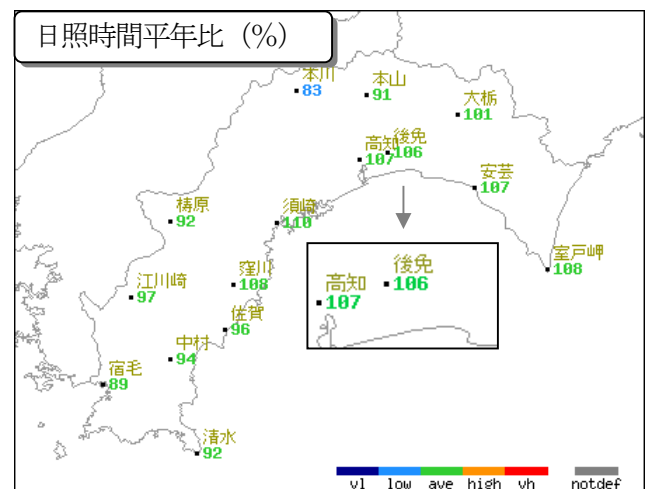 日照時間平年比（%）
本川
83
本山
91
大栃
101
高知
107
後免
106
安芸
107
梼原
92
須崎
110
室戸岬
108
窪川
108
江川崎
97
佐賀
96
中村
94
宿毛
89
清水
92
後免
106
高知
107
vl low ave high vh notdef